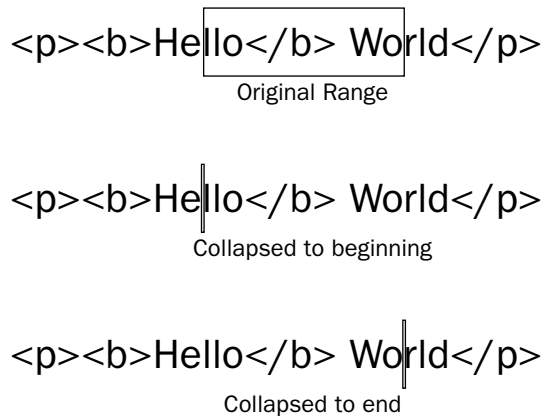 <p><b>Hello</b> World</p>
Original Range
<p><b>Hello</b> World</p>
Collapsed to beginning
<p><b>Hello</b> World</p>
Collapsed to end